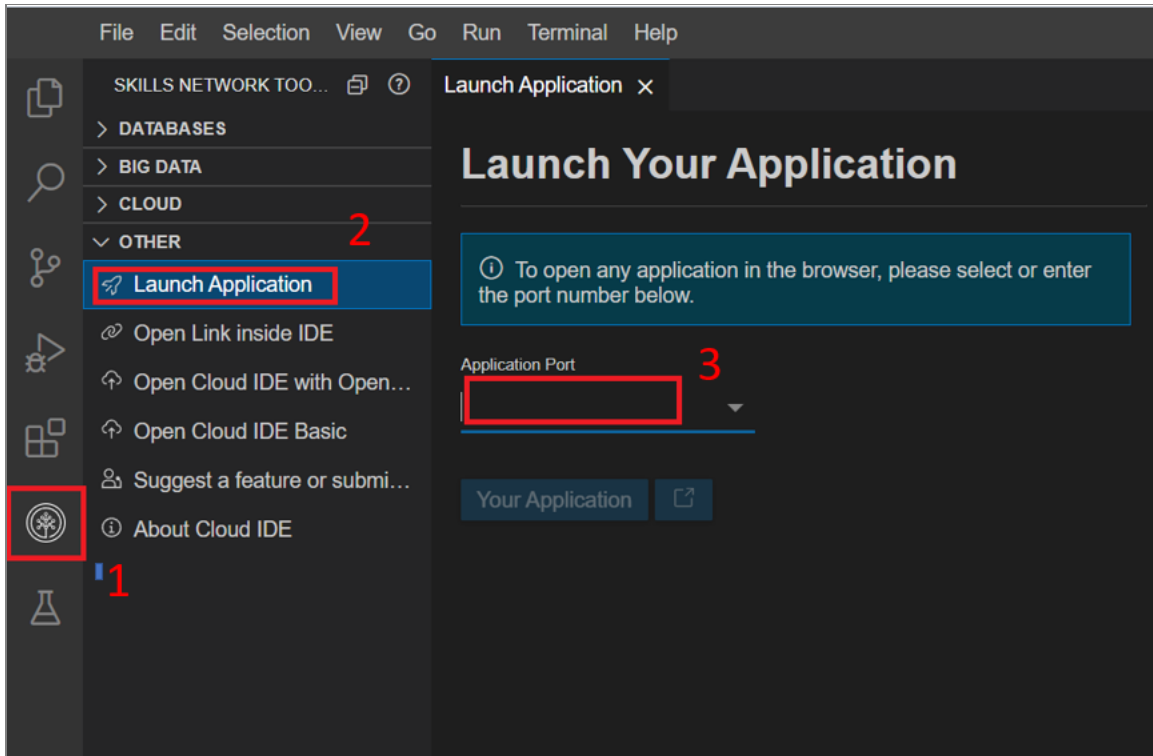 File Edit Selection View Go Run Terminal Help
SKILLS NETWORK TOO...
Launch Application
DATABASES
BIG DATA
CLOUD
OTHER
2
Launch Application
Open Link inside IDE
Open Cloud IDE with Open...
Open Cloud IDE Basic
Suggest a feature or submi...
About Cloud IDE
1
Launch Your Application
To open any application in the browser, please select or enter
the port number below.
Application Port
3
Your Application